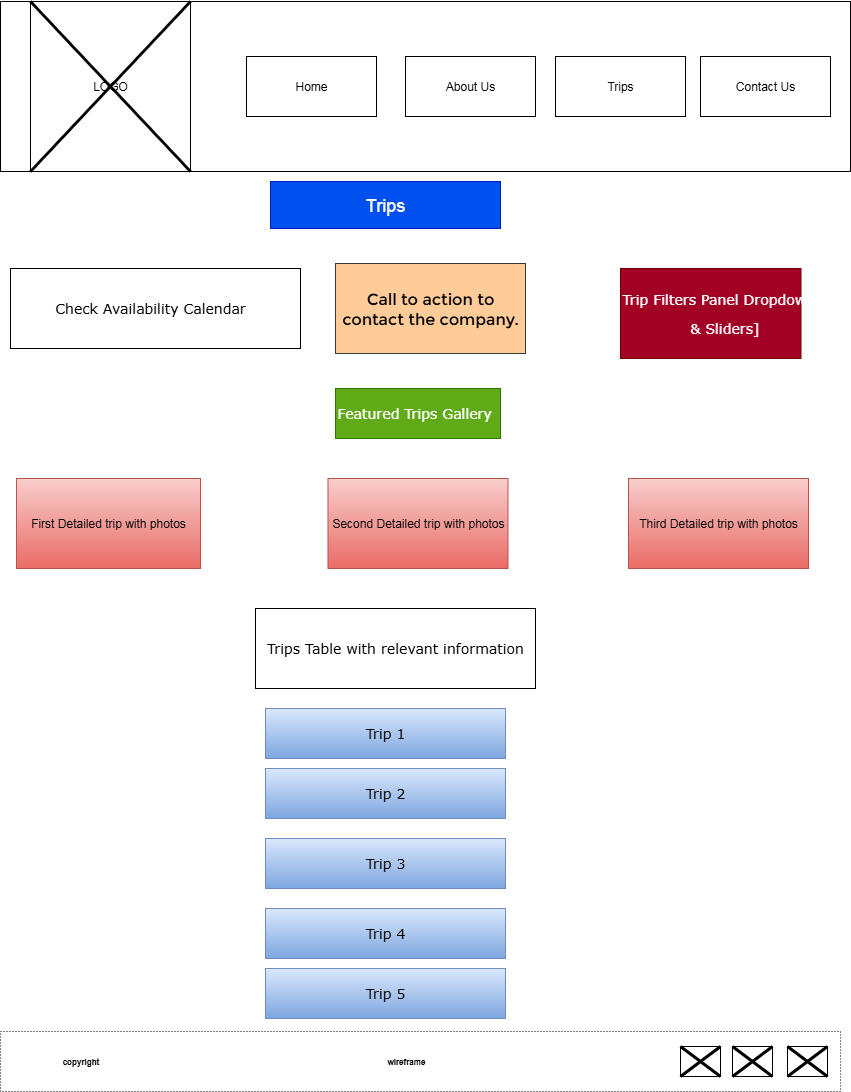 LOGO
Home
About Us
Trips
Contact Us
Trips
Check Availability Calendar
Call to action to
contact the company.
Trip Filters Panel Dropdow
& Sliders]
Featured Trips Gallery
First Detailed trip with photos
Second Detailed trip with photos
Third Detailed trip with photos
Trips Table with relevant information
Trip 1
Trip 2
Trip 3
Trip 4
Trip 5
copyright
wireframe